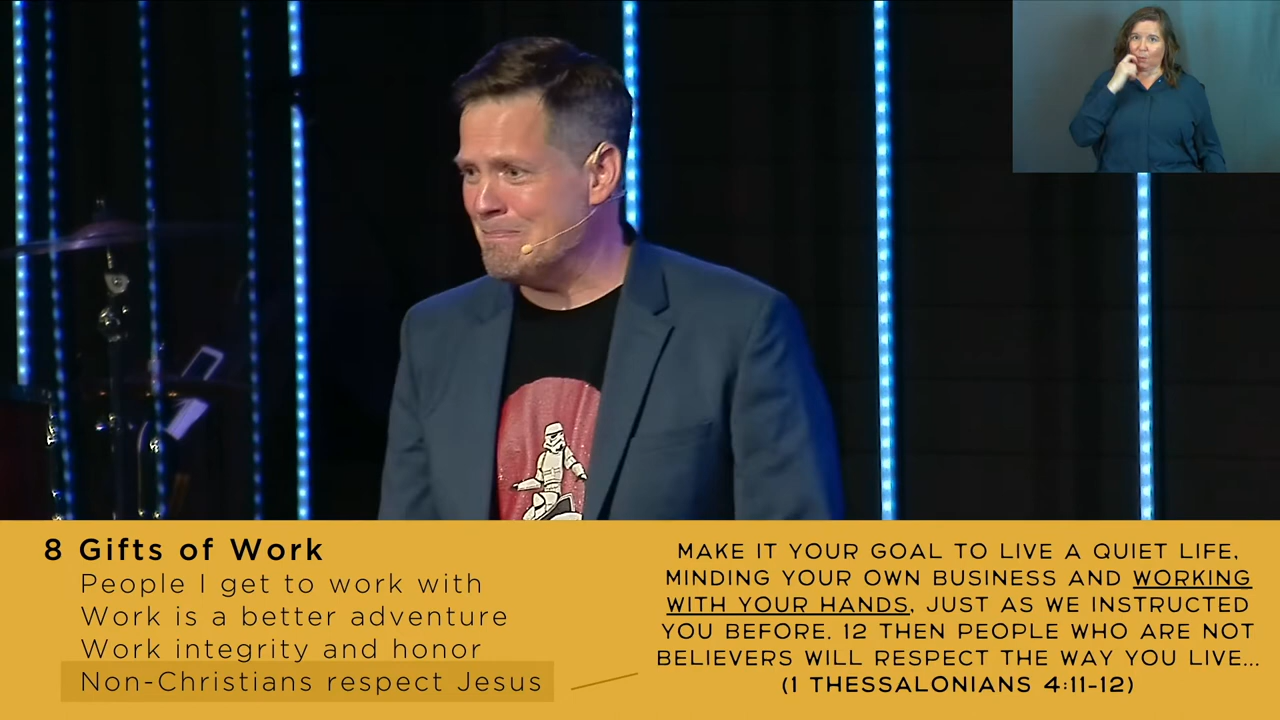 8 Gifts of Work
People I get to work with
Work is a better adventure
Work integrity and honor
Non-Christians respect Jesus
MAKE IT YOUR GOAL TO LIVE A QUIET LIFE,
MINDING YOUR OWN BUSINESS AND WORKING
WITH YOUR HANDS, JUST AS WE INSTRUCTED
YOU BEFORE. 12 THEN PEOPLE WHO ARE NOT
BELIEVERS WILL RESPECT THE WAY YOU LIVE...
(1 THESSALONIANS 4:11-12)